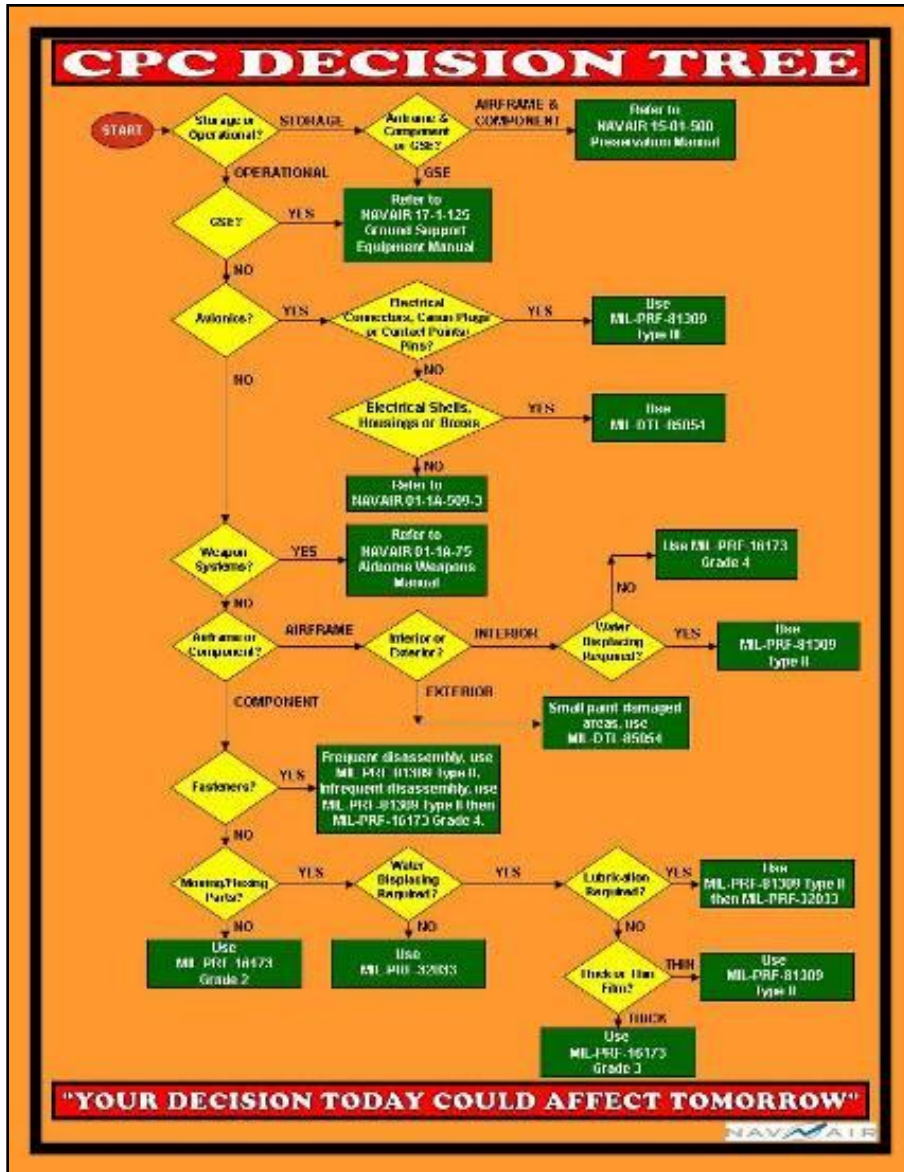 CPC DECISION TREE
START
Storage or
Operational?
STORAGE
Airframe &
Component
or GSE?
AIRFRAME &
COMPONENT
Refer to
NAVAIR 15-01-500
Preservation Manual
OPERATIONAL
GSE
GSE?
YES
Refer to
NAVAIR 17-1-125
Ground Support
Equipment Manual
NO
Avionics?
YES
Electrical
Connectors, Canon Plugs
or Contact Points/
Pins?
YES
Use
MIL-PRF-81309
Type III
NO
NO
Electrical Shells,
Housings or Boxes
YES
Use
MIL-DTL-85054
NO
Refer to
NAVAIR 01-1A-509-3
Weapon
Systems?
YES
Refer to
NAVAIR 01-1A-75
Airborne Weapons
Manual
Use MIL-PRF-16173
Grade 4
NO
NO
Airframe or
Component?
AIRFRAME
Interior or
Exterior?
INTERIOR
Water
Displacing
Required?
YES
Use
MIL-PRF-81309
Type II
EXTERIOR
COMPONENT
Small paint damaged
areas, use
MIL-DTL-85054
Fasteners?
YES
Frequent disassembly, use
MIL-PRF-81309 Type II.
Infrequent disassembly, use
MIL-PRF-81309 Type II then
MIL-PRF-16173 Grade 4.
NO
Moving/Flexing
Parts?
YES
Water
Displacing
Required?
YES
Lubrication
Required?
YES
Use
MIL-PRF-81309 Type II
then MIL-PRF-32033
NO
NO
NO
Use
MIL-PRF-16173
Grade 2
Use
MIL-PRF-32033
Thick or Thin
Film?
THIN
Use
MIL-PRF-81309
Type II
THICK
Use
MIL-PRF-16173
Grade 3
"YOUR DECISION TODAY COULD AFFECT TOMORROW"
NAVAIR